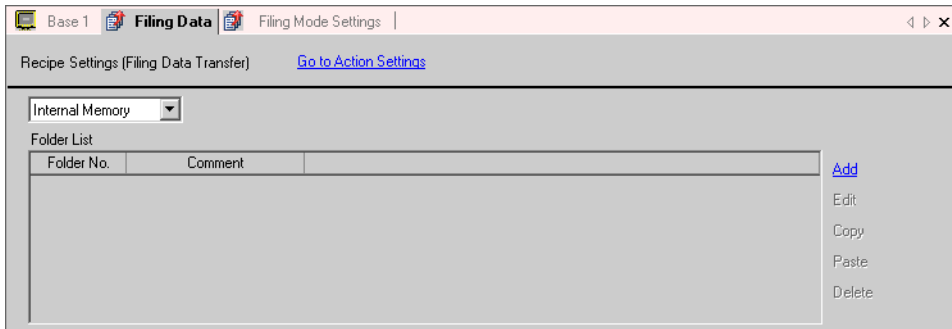 Base 1 Filing Data Filing Mode Settings
Recipe Settings (Filing Data Transfer) Go to Action Settings
Internal Memory
Folder List
Folder No. Comment
Add
Edit
Copy
Paste
Delete